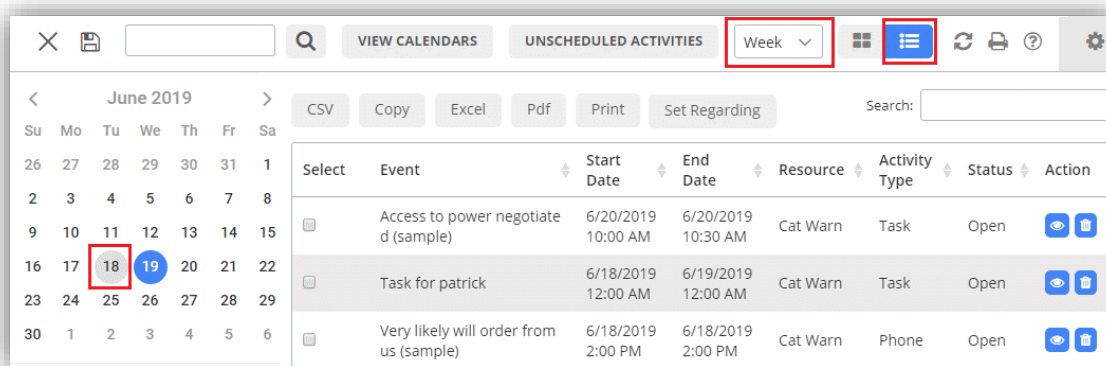 VIEW CALENDARS UNSCHEDULED ACTIVITIES Week
June 2019
Su Mo Tu We Th Fr Sa
26 27 28 29 30 31 1
2 3 4 5 6 7 8
9 10 11 12 13 14 15
16 17 18 19 20 21 22
23 24 25 26 27 28 29
30 1 2 3 4 5 6
CSV Copy Excel Pdf Print Set Regarding Search:
Select Event Start Date End Date Resource Activity Type Status Action
Access to power negotiate
d (sample)
6/20/2019
10:00 AM
6/20/2019
10:30 AM
Cat Warn Task Open
Task for patrick
6/18/2019
12:00 AM
6/19/2019
12:00 AM
Cat Warn Task Open
Very likely will order from
us (sample)
6/18/2019
2:00 PM
6/18/2019
2:00 PM
Cat Warn Phone Open